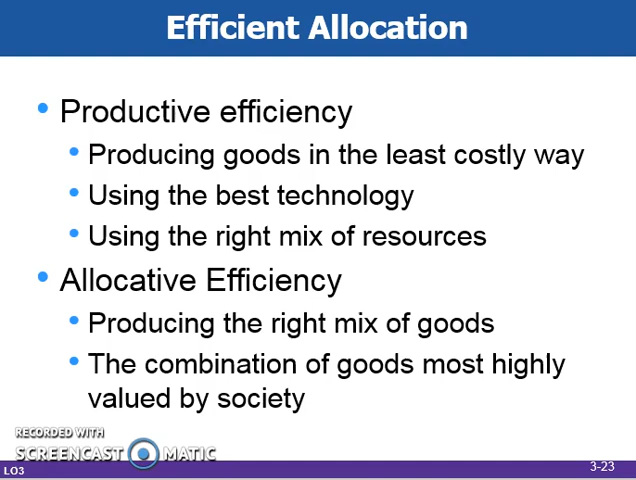 Efficient Allocation
• Productive efficiency
• Producing goods in the least costly way
• Using the best technology
• Using the right mix of resources
• Allocative Efficiency
• Producing the right mix of goods
• The combination of goods most highly
valued by society
RECORDED WITH
SCREENCAST MATIC
LO3
3-23